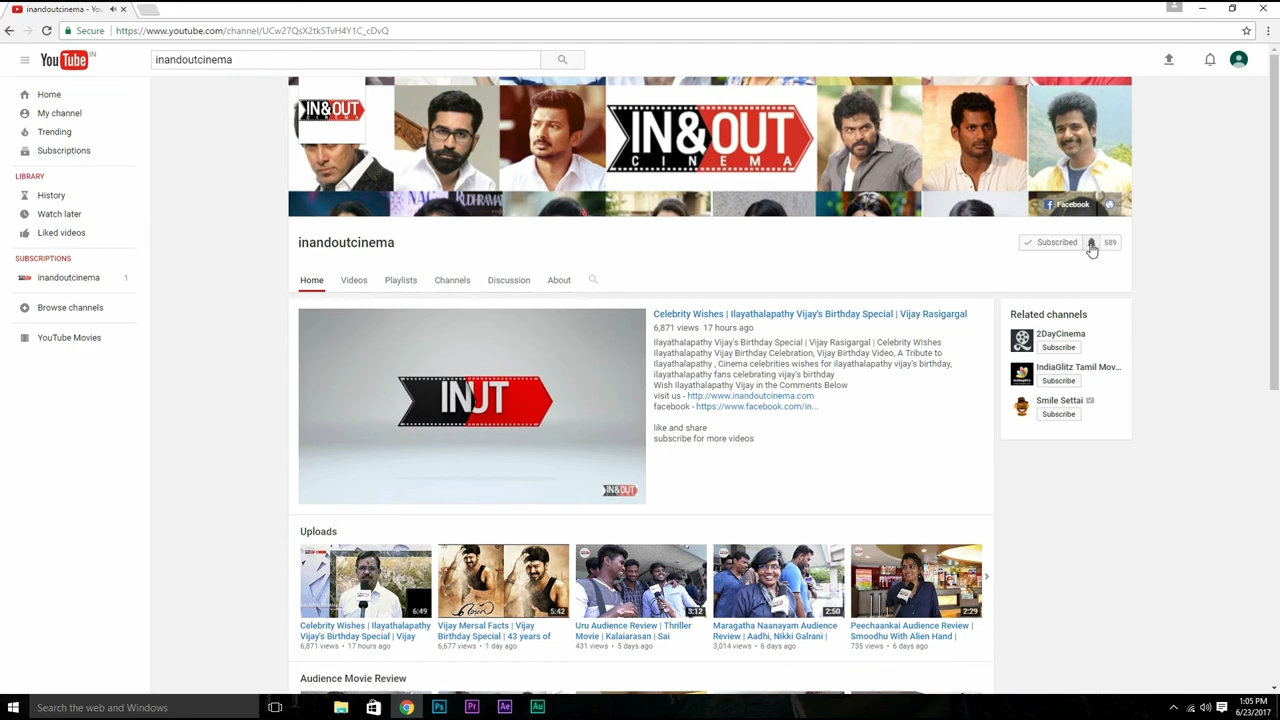 inandoutcinema - Yo
Secure
https://www.youtube.com/channel/UCw27QsX2tkSTvH4Y1C_cDvQ
YouTube IN
inandoutcinema
Home
My channel
Trending
Subscriptions
LIBRARY
History
Watch later
Liked videos
SUBSCRIPTIONS
inandoutcinema 1
Browse channels
YouTube Movies
IN&OUT
CINEMA
IN&OUT
CINEMA
Facebook
inandoutcinema
Subscribed 589
Home Videos Playlists Channels Discussion About
INUT
IN&OUT
Celebrity Wishes | Ilayathalapathy Vijay's Birthday Special | Vijay Rasigargal
6,871 views 17 hours ago
Ilayathalapathy Vijay's Birthday Special | Vijay Rasigargal | Celebrity WIshes
Ilayathalapathy Vijay Birthday Celebration, Vijay Birthday Video, A Tribute to
Ilayathalapathy , Cinema celebrities wishes for ilayathalapathy vijay's birthday,
ilayathalapathy fans celebrating vijay's birthday
Wish Ilayathalapathy Vijay in the Comments Below
visit us - http://www.inandoutcinema.com
facebook - https://www.facebook.com/in...
like and share
subscribe for more videos
Related channels
2DayCinema
Subscribe
IndiaGlitz Tamil Mov...
Subscribe
Smile Settai
Subscribe
Uploads
6:49
5:42
3:12
2:50
2:29
Celebrity Wishes | Ilayathalapathy
Vijay's Birthday Special | Vijay
6,871 views • 17 hours ago
Vijay Mersal Facts | Vijay
Birthday Special | 43 years of
6,677 views • 1 day ago
Uru Audience Review | Thriller
Movie | Kalaiarasan | Sai
431 views • 5 days ago
Maragatha Naanayam Audience
Review | Aadhi, Nikki Galrani |
3,014 views • 6 days ago
Peechaankai Audience Review |
Smoodhu With Alien Hand |
735 views • 6 days ago
Audience Movie Review
Search the web and Windows
Ps
Pr
Ae
Au
1:05 PM
6/23/2017